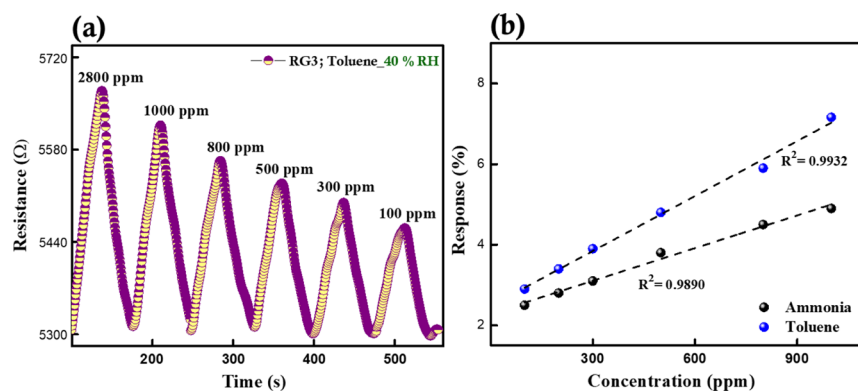 (a)
RG3; Toluene_40 % RH
2800 ppm
1000 ppm
800 ppm
500 ppm
300 ppm
100 ppm
Resistance (Ω)
5720
5580
5440
5300
200
300
400
500
Time (s)
(b)
Response (%)
8
6
4
2
R²= 0.9932
R²= 0.9890
Ammonia
Toluene
300
600
900
Concentration (ppm)